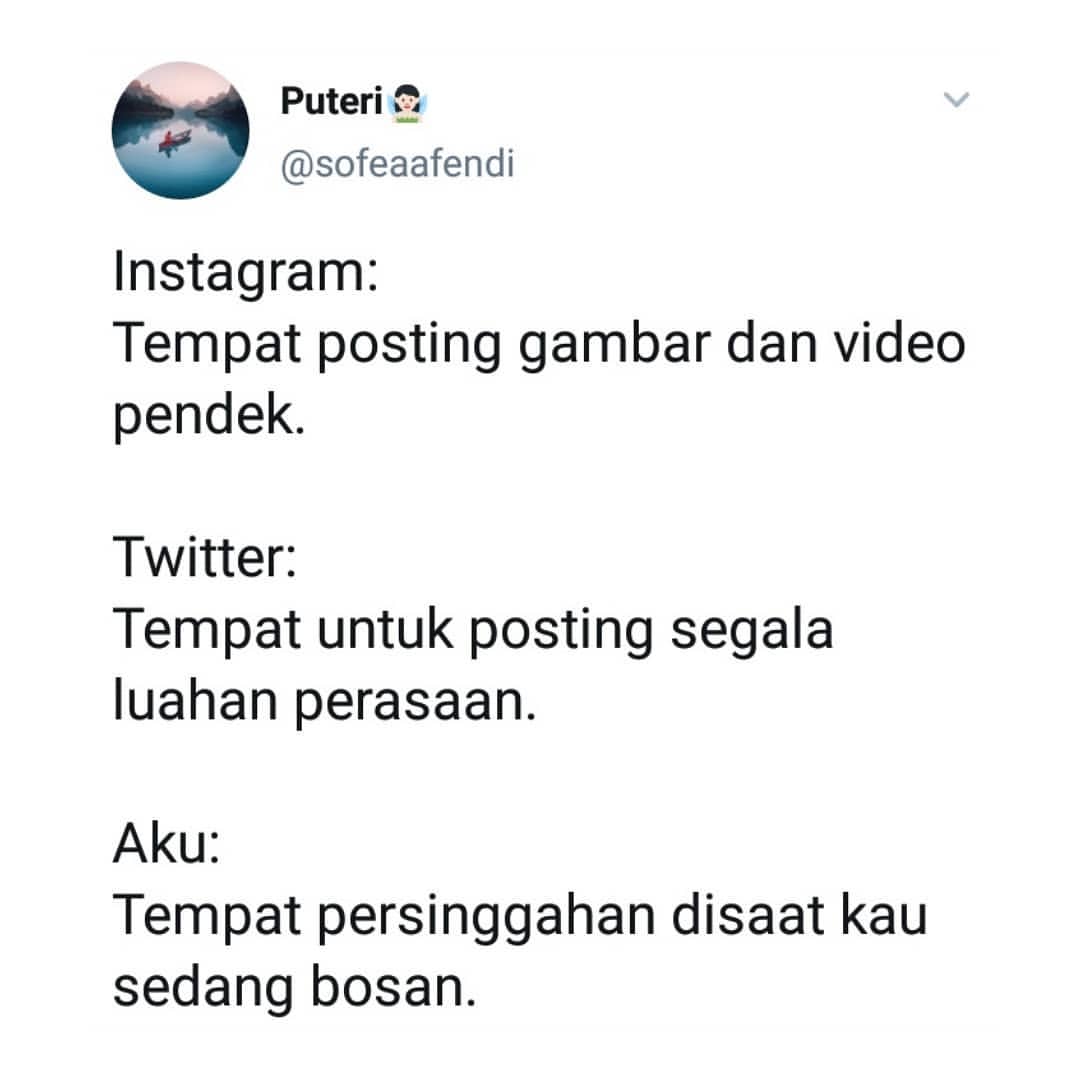 Puteri🧚🏻‍♀️
@sofeaafendi
Instagram:
Tempat posting gambar dan video
pendek.
Twitter:
Tempat untuk posting segala
luahan perasaan.
Aku:
Tempat persinggahan disaat kau
sedang bosan.